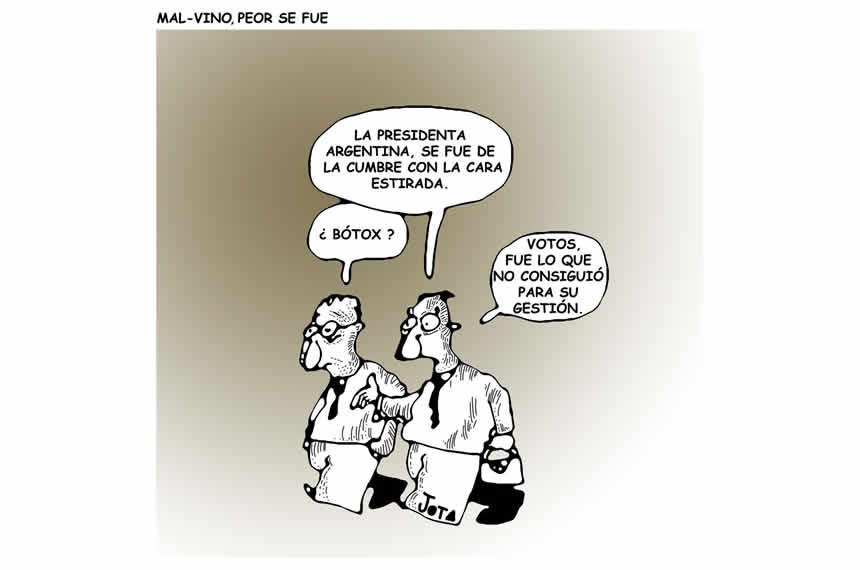 MAL-VINO, PEOR SE FUE
LA PRESIDENTA
ARGENTINA, SE FUE DE
LA CUMBRE CON LA CARA
ESTIRADA.
¿ BÓTOX ?
VOTOS,
FUE LO QUE
NO CONSIGUIÓ
PARA SU
GESTIÓN.
JOTA